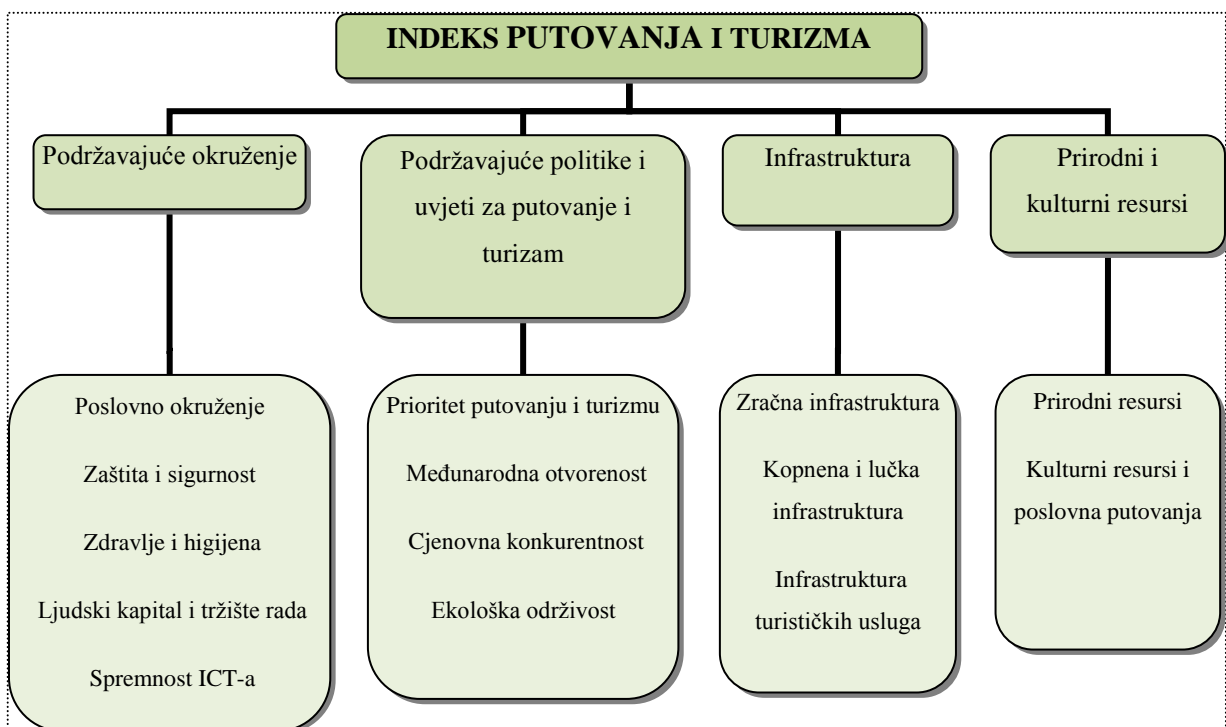 INDEKS PUTOVANJA I TURIZMA
Podržavajuće okruženje
Podržavajuće politike i
uvjeti za putovanje i
turizam
Infrastruktura
Prirodni i
kulturni resursi
Poslovno okruženje
Zaštita i sigurnost
Zdravlje i higijena
Ljudski kapital i tržište rada
Spremnost ICT-a
Prioritet putovanju i turizmu
Međunarodna otvorenost
Cjenovna konkurentnost
Ekološka održivost
Zračna infrastruktura
Kopnena i lučka
infrastruktura
Infrastruktura
turističkih usluga
Prirodni resursi
Kulturni resursi i
poslovna putovanja